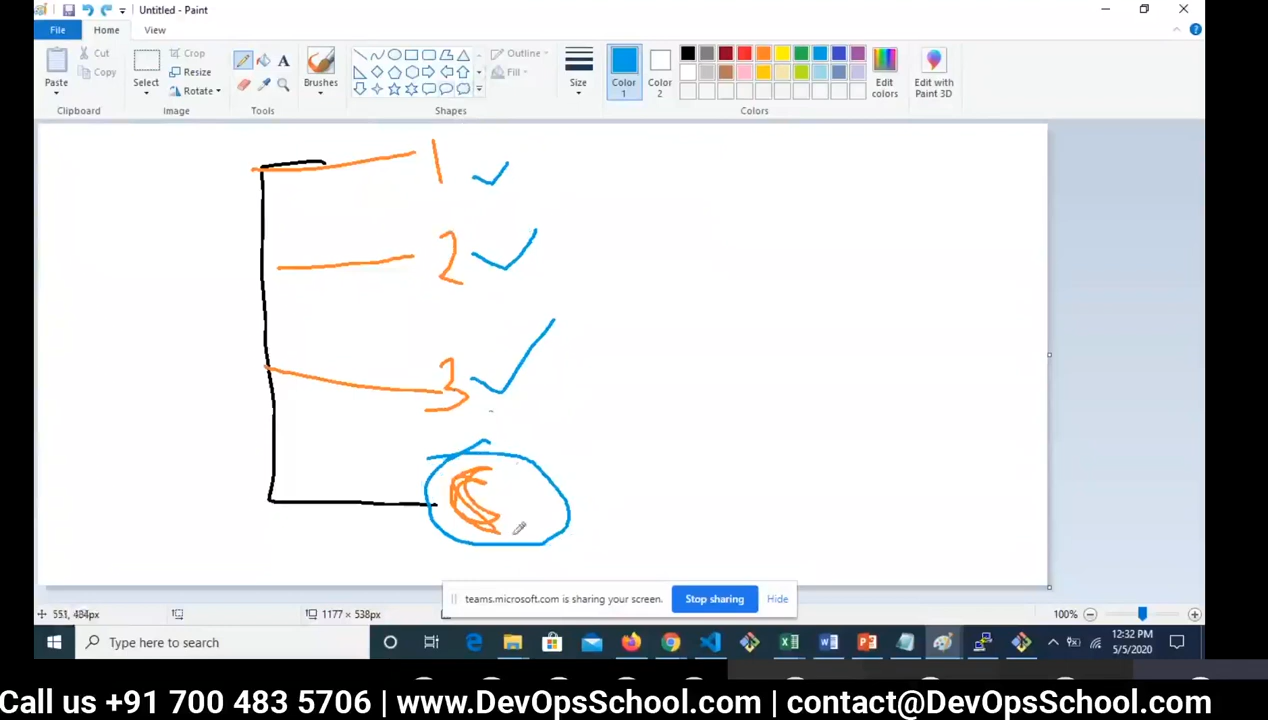 Untitled - Paint
File Home View
Paste
Cut
Copy
Clipboard
Select
Crop
Resize
Rotate
Image
Tools
Brushes
Outline
Fill
Shapes
Size
Color 1
Color 2
Edit colors
Edit with Paint 3D
Colors
1
2
3
C
teams.microsoft.com is sharing your screen. Stop sharing Hide
551, 484px 1177 × 538px 100%
Type here to search
12:32 PM
5/5/2020
Call us +91 700 483 5706 | www.DevOpsSchool.com | contact@DevOpsSchool.com